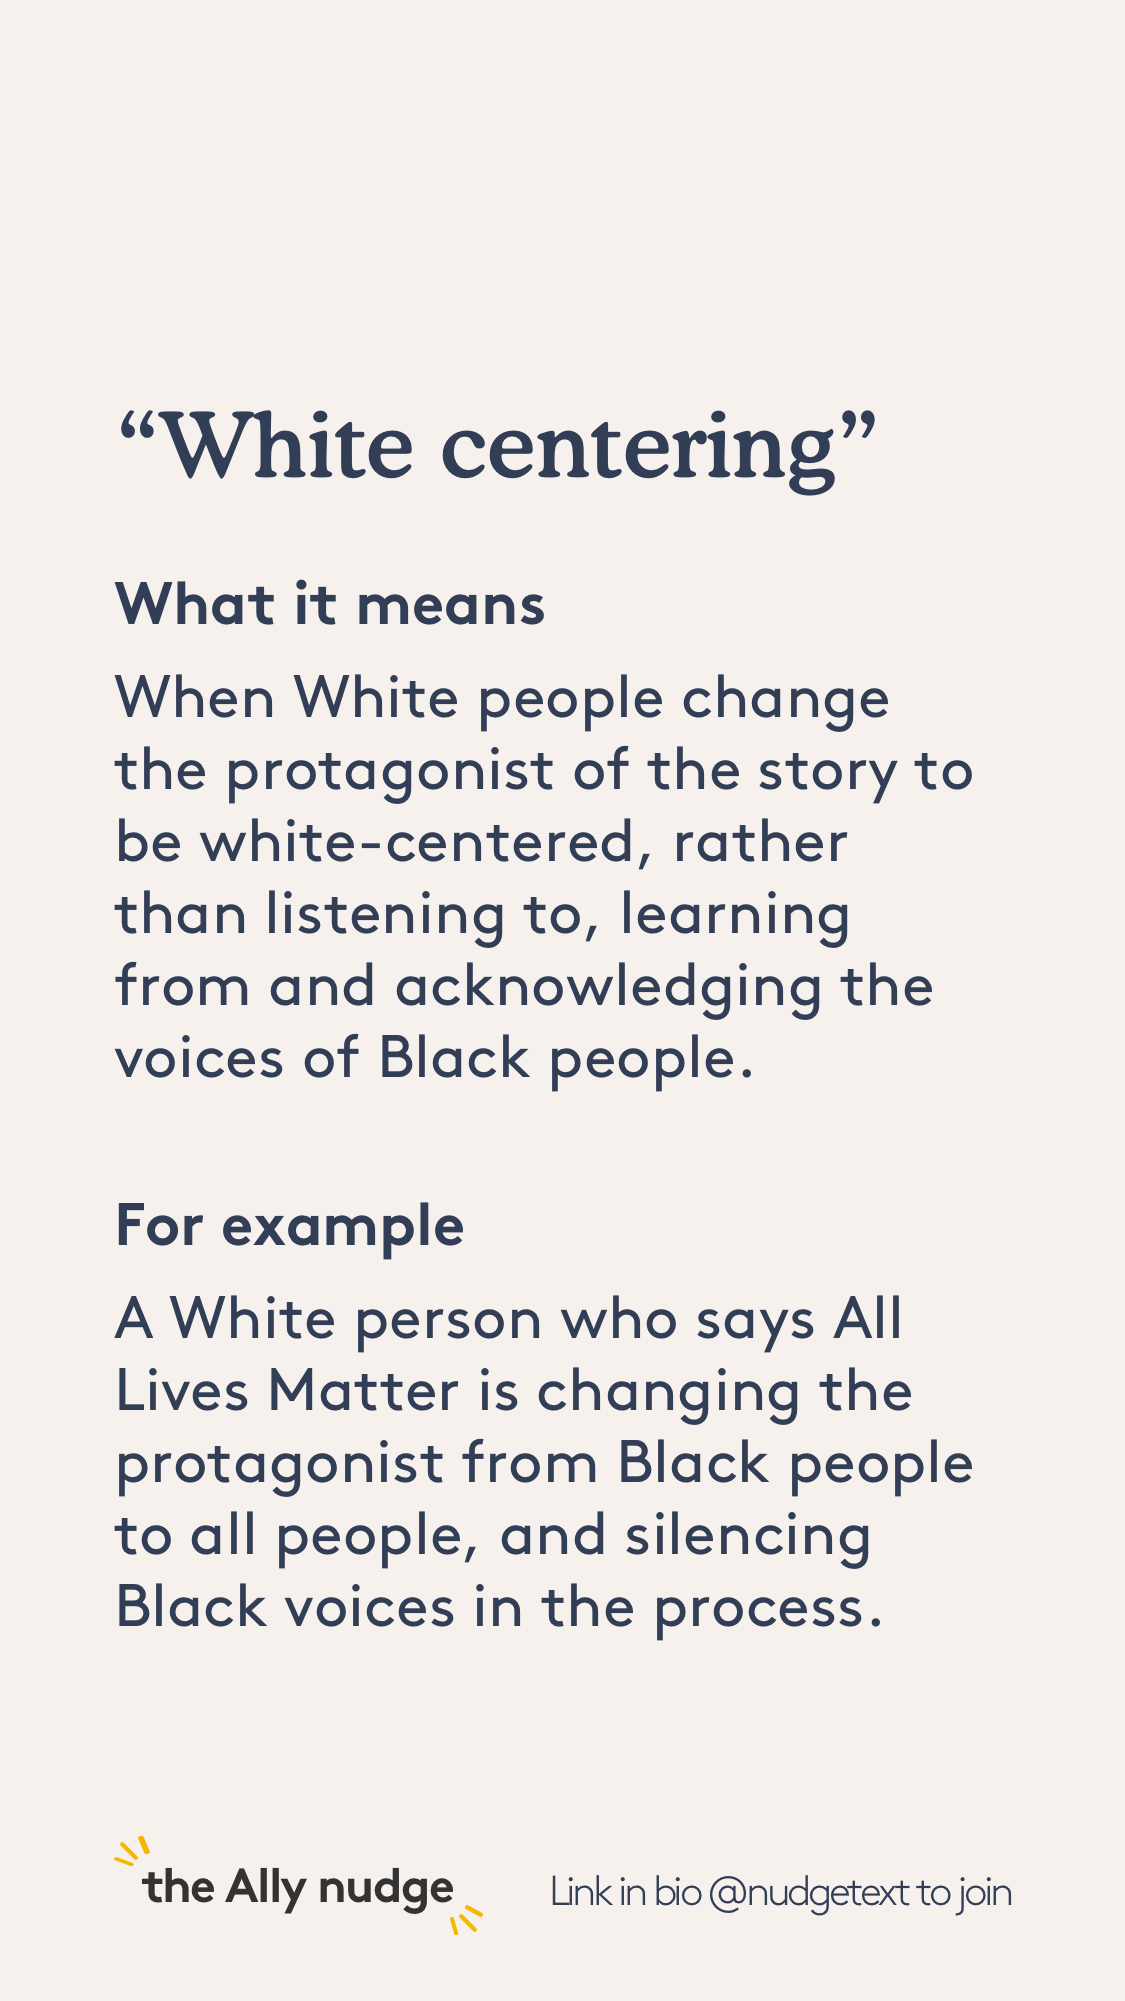 “White centering”
What it means
When White people change
the protagonist of the story to
be white-centered, rather
than listening to, learning
from and acknowledging the
voices of Black people.
For example
A White person who says All
Lives Matter is changing the
protagonist from Black people
to all people, and silencing
Black voices in the process.
the Ally nudge
Link in bio @nudgetext to join